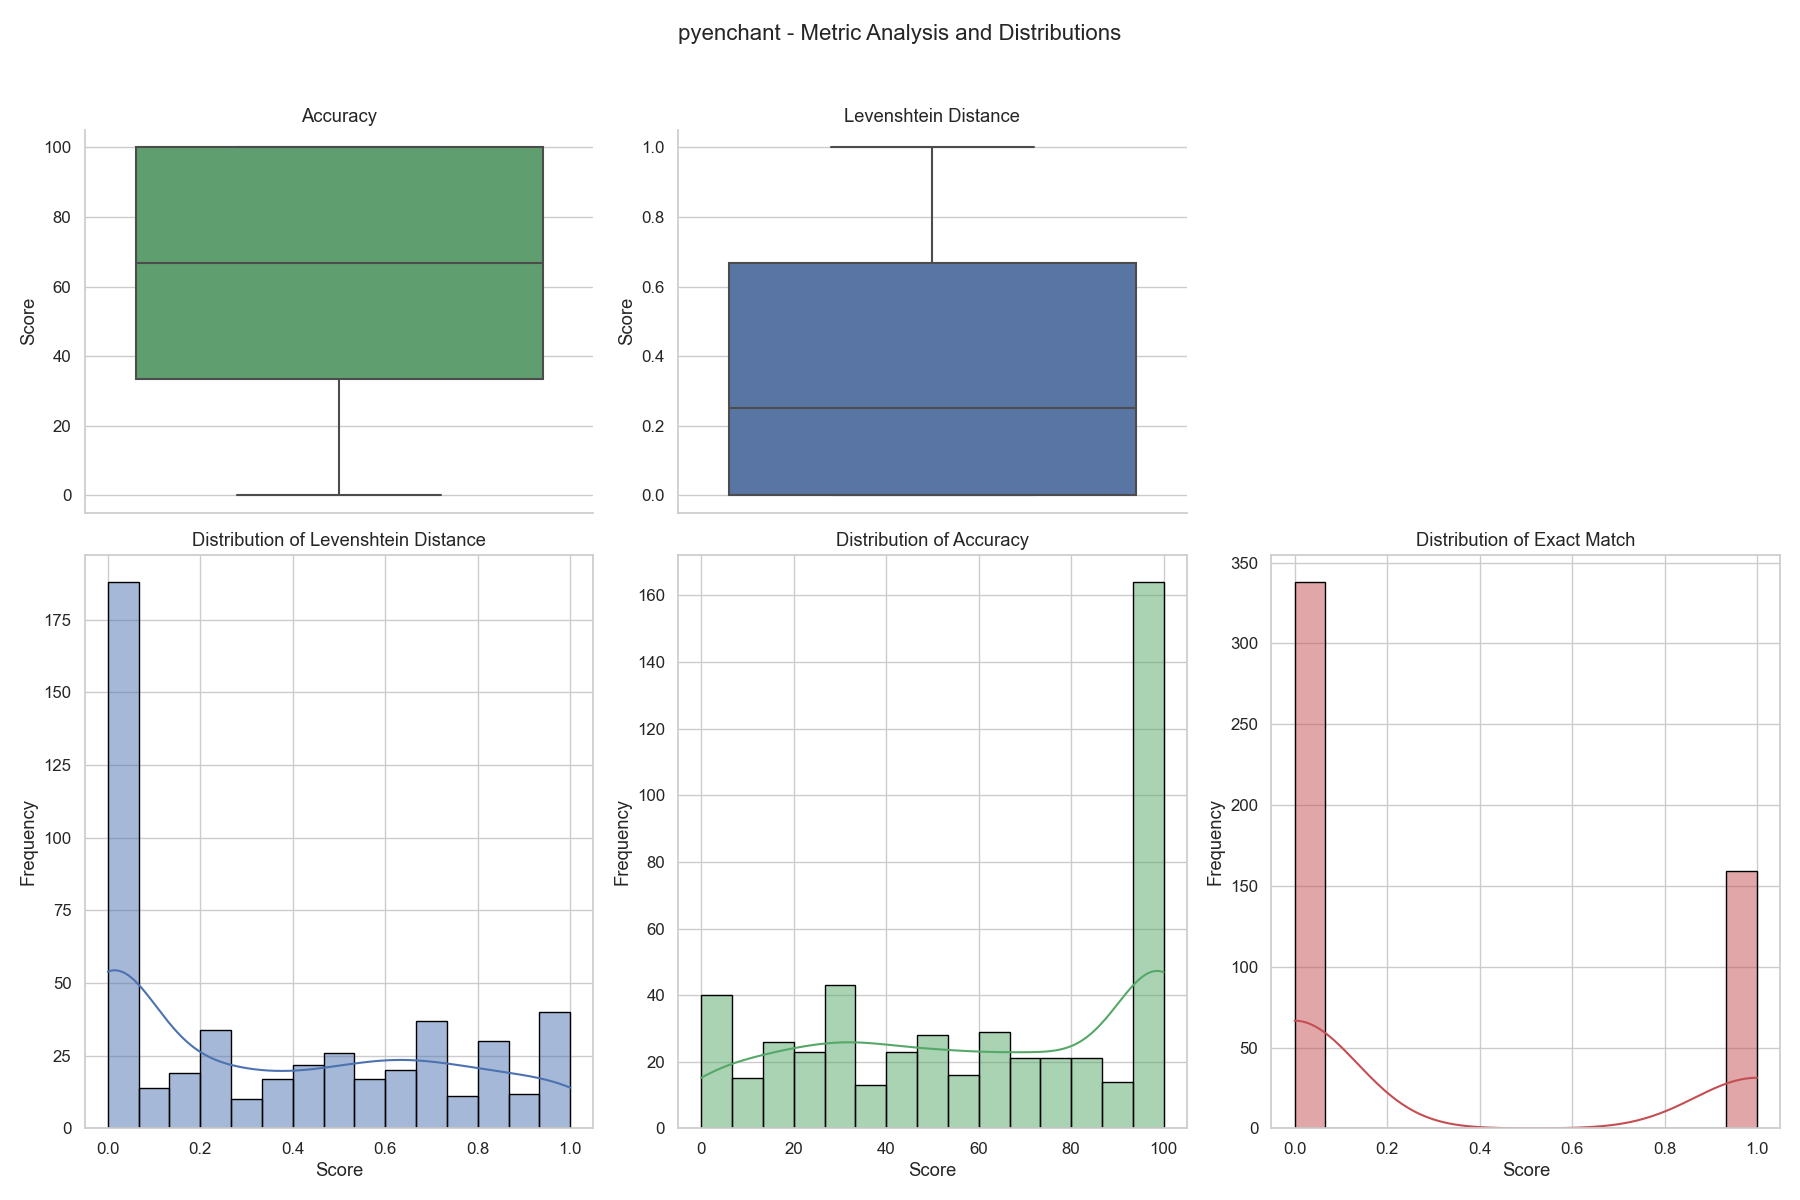 pyenchant - Metric Analysis and Distributions
Accuracy
Levenshtein Distance
Score
100
80
60
40
20
0
Score
1.0
0.8
0.6
0.4
0.2
0.0
Distribution of Levenshtein Distance
Distribution of Accuracy
Distribution of Exact Match
Frequency
175
150
125
100
75
50
25
0
0.0 0.2 0.4 0.6 0.8 1.0
Score
Frequency
160
140
120
100
80
60
40
20
0
0 20 40 60 80 100
Score
Frequency
350
300
250
200
150
100
50
0
0.0 0.2 0.4 0.6 0.8 1.0
Score